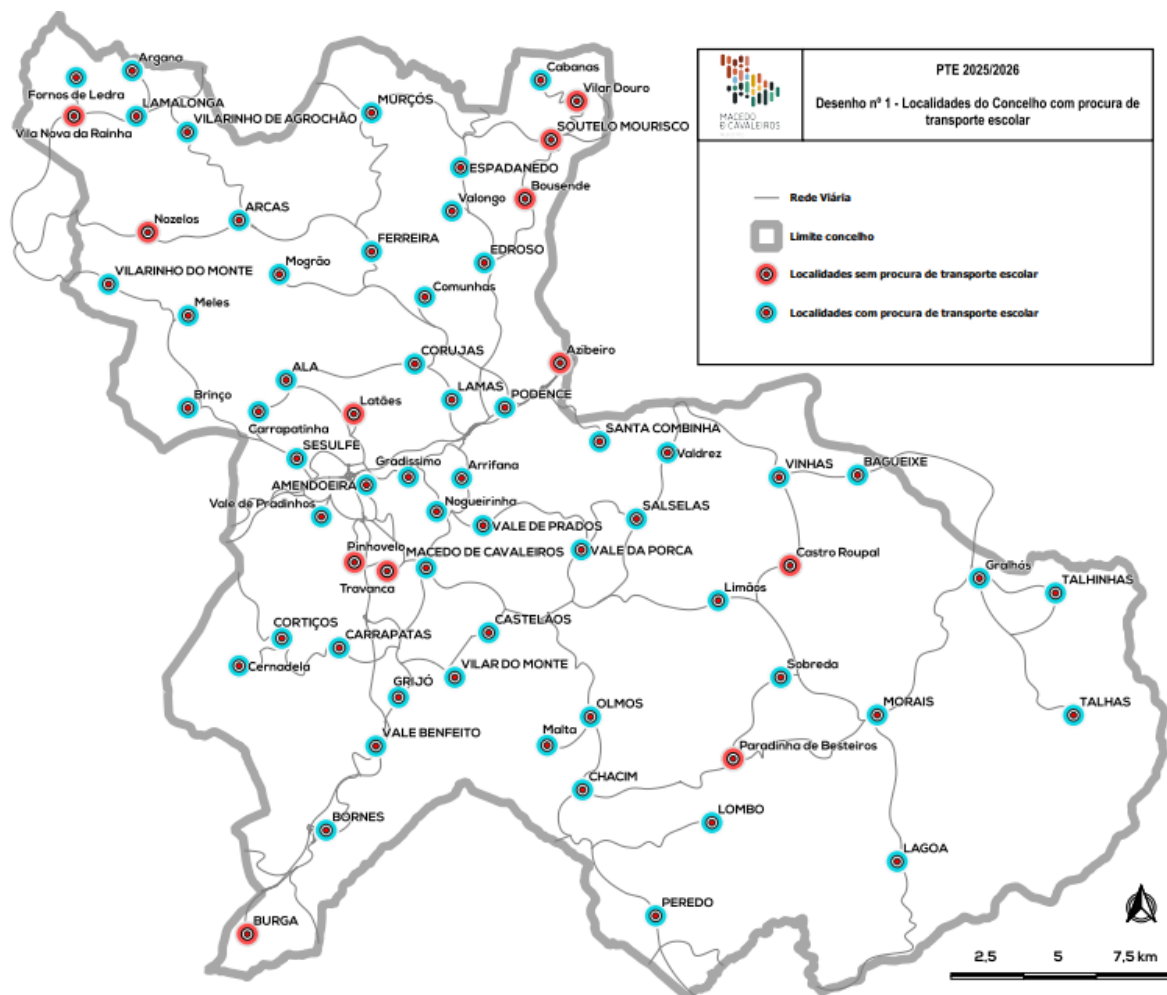 PTE 2025/2026
Desenho nº 1 - Localidades do Concelho com procura de
transporte escolar
MACEDO
DE CAVALEIROS
Rede Viária
Limite concelho
Localidades sem procura de transporte escolar
Localidades com procura de transporte escolar
Argana
Fornos de Ledra
LAMALONGA
Vila Nova da Rainha
VILARINHO DE AGROCHÃO
MURÇÓS
Cabanas
Vilar Douro
SOUTELO MOURISCO
ESPADANEDO
Bousende
Valongo
Nozelos
ARCAS
FERREIRA
EDROSO
Mogrão
VILARINHO DO MONTE
Comunhas
Meles
Azibeiro
CORUJAS
ALA
LAMAS
PODENCE
Brinço
Latães
Carrapatinha
SANTA COMBINHA
SESULFE
Valdrez
Gradíssimo
Arrifana
VINHAS
BAGUEIXE
AMENDOEIRA
Nogueirinha
SALSELAS
Vale de Pradinhos
VALE DE PRADOS
Pinhovelo
MACEDO DE CAVALEIROS
VALE DA PORCA
Castro Roupal
Travanca
Gralhós
TALHINHAS
Limãos
CORTIÇOS
CARRAPATAS
CASTELÃOS
Cernadela
VILAR DO MONTE
Sobreda
GRIJÓ
OLMOS
MORAIS
TALHAS
Malta
VALE BENFEITO
Paradinha de Besteiros
CHACIM
LOMBO
BORNES
LAGOA
PEREDO
BURGA
2,5 5 7,5 km